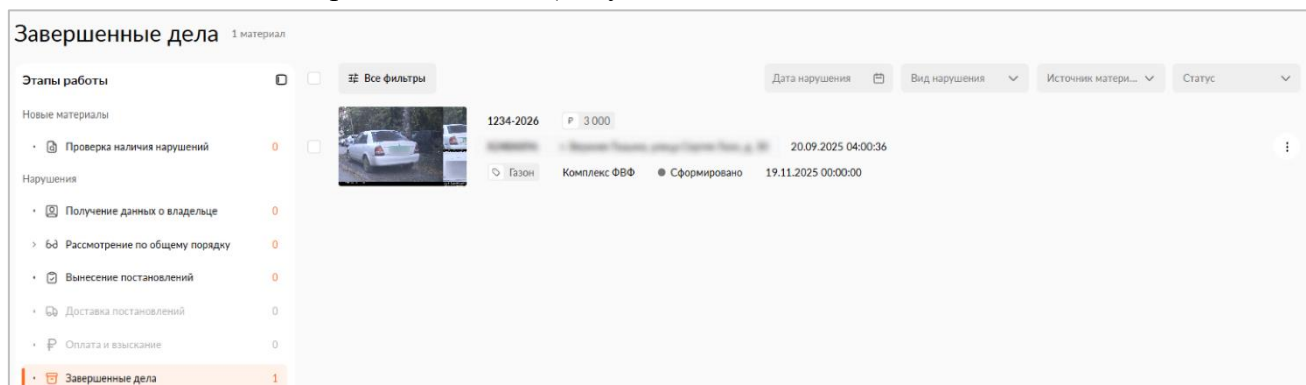 Завершенные дела 1 материал
Этапы работы
Все фильтры
Дата нарушения
Вид нарушения
Источник матери...
Статус
Новые материалы
Проверка наличия нарушений 0
Нарушения
Получение данных о владельце 0
Рассмотрение по общему порядку 0
Вынесение постановлений 0
Доставка постановлений 0
Оплата и взыскание 0
Завершенные дела 1
1234-2026 ₽ 3 000
20.09.2025 04:00:36
Газон Комплекс ФВФ Сформировано 19.11.2025 00:00:00